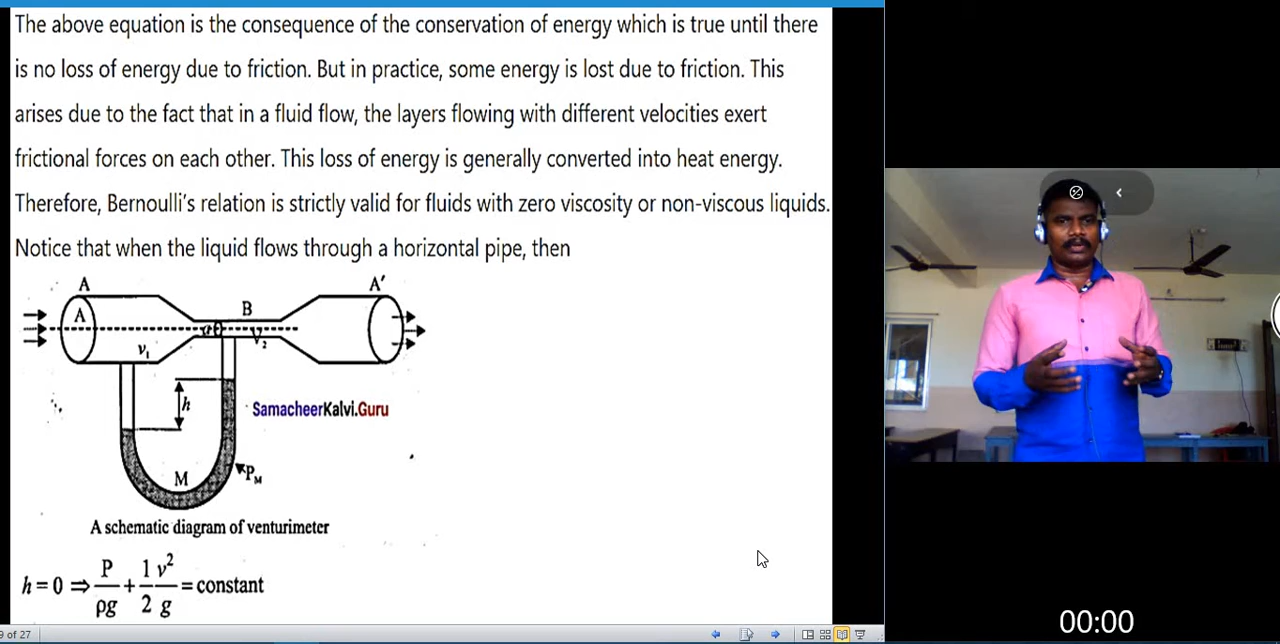 The above equation is the consequence of the conservation of energy which is true until there
is no loss of energy due to friction. But in practice, some energy is lost due to friction. This
arises due to the fact that in a fluid flow, the layers flowing with different velocities exert
frictional forces on each other. This loss of energy is generally converted into heat energy.
Therefore, Bernoulli's relation is strictly valid for fluids with zero viscosity or non-viscous liquids.
Notice that when the liquid flows through a horizontal pipe, then
A A′
A B
a v₂
v₁
h
SamacheerKalvi.Guru
M P_M
A schematic diagram of venturimeter
h = 0 ⇒ P/ρg + 1/2 v²/g = constant
9 of 27
00:00